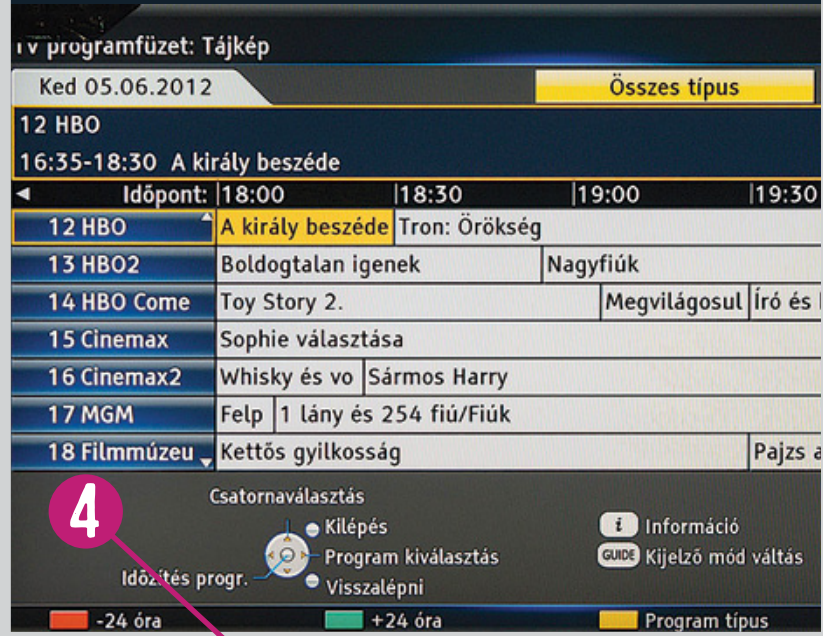 TV programfüzet: Tájkép
Ked 05.06.2012 Összes típus
12 HBO
16:35-18:30 A király beszéde
Időpont: 18:00 18:30 19:00 19:30
12 HBO A király beszéde Tron: Örökség
13 HBO2 Boldogtalan igenek Nagyfiúk
14 HBO Come Toy Story 2. Megvilágosul Író és
15 Cinemax Sophie választása
16 Cinemax2 Whisky és vo Sármos Harry
17 MGM Felp 1 lány és 254 fiú/Fiúk
18 Filmmúzeu Kettős gyilkosság Pajzs a
4
Csatornaválasztás
Kilépés i Információ
Program kiválasztás GUIDE Kijelző mód váltás
Időzítés progr.
Visszalépni
-24 óra +24 óra Program típus